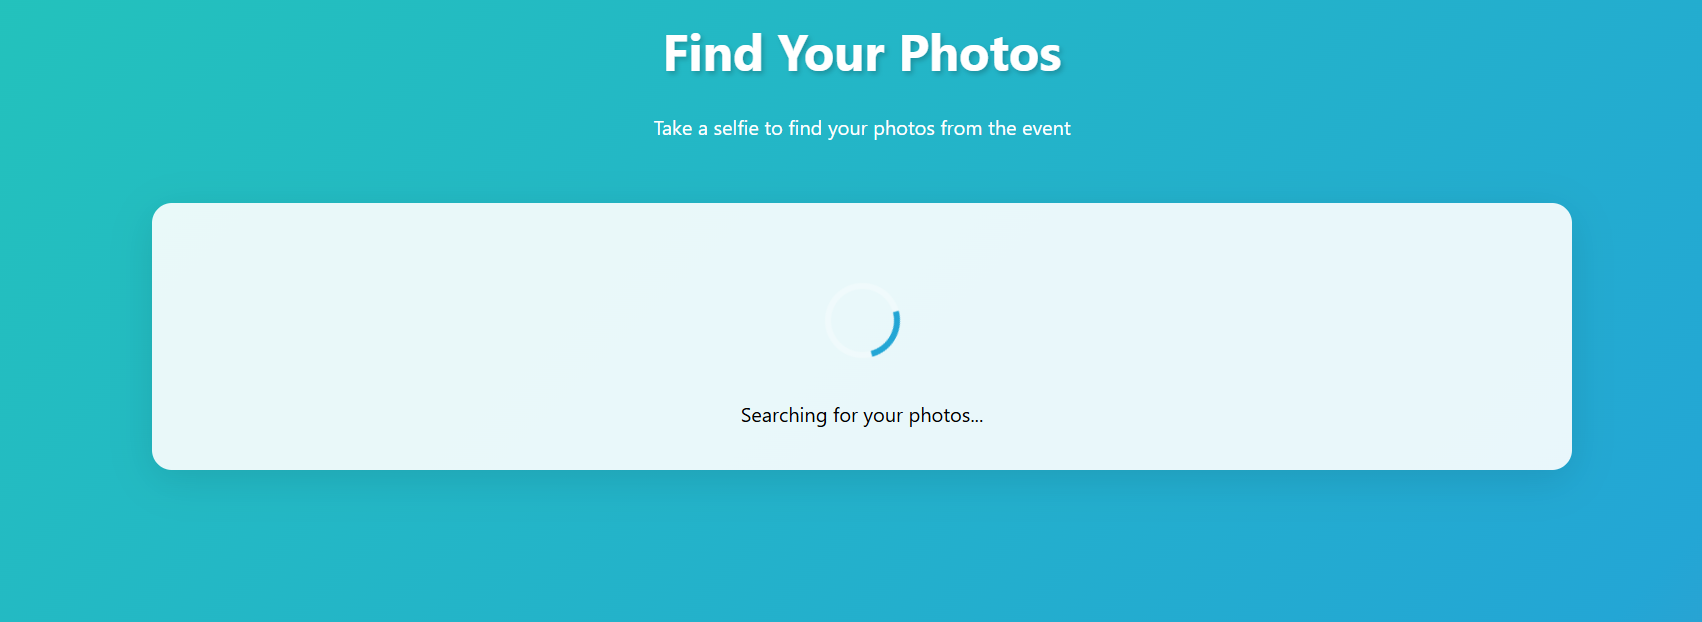 Find Your Photos
Take a selfie to find your photos from the event
Searching for your photos...